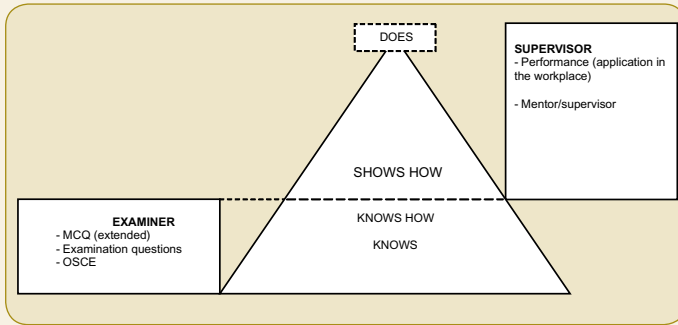 DOES
SUPERVISOR
- Performance (application in
the workplace)
- Mentor/supervisor
SHOWS HOW
EXAMINER
- MCQ (extended)
- Examination questions
- OSCE
KNOWS HOW
KNOWS